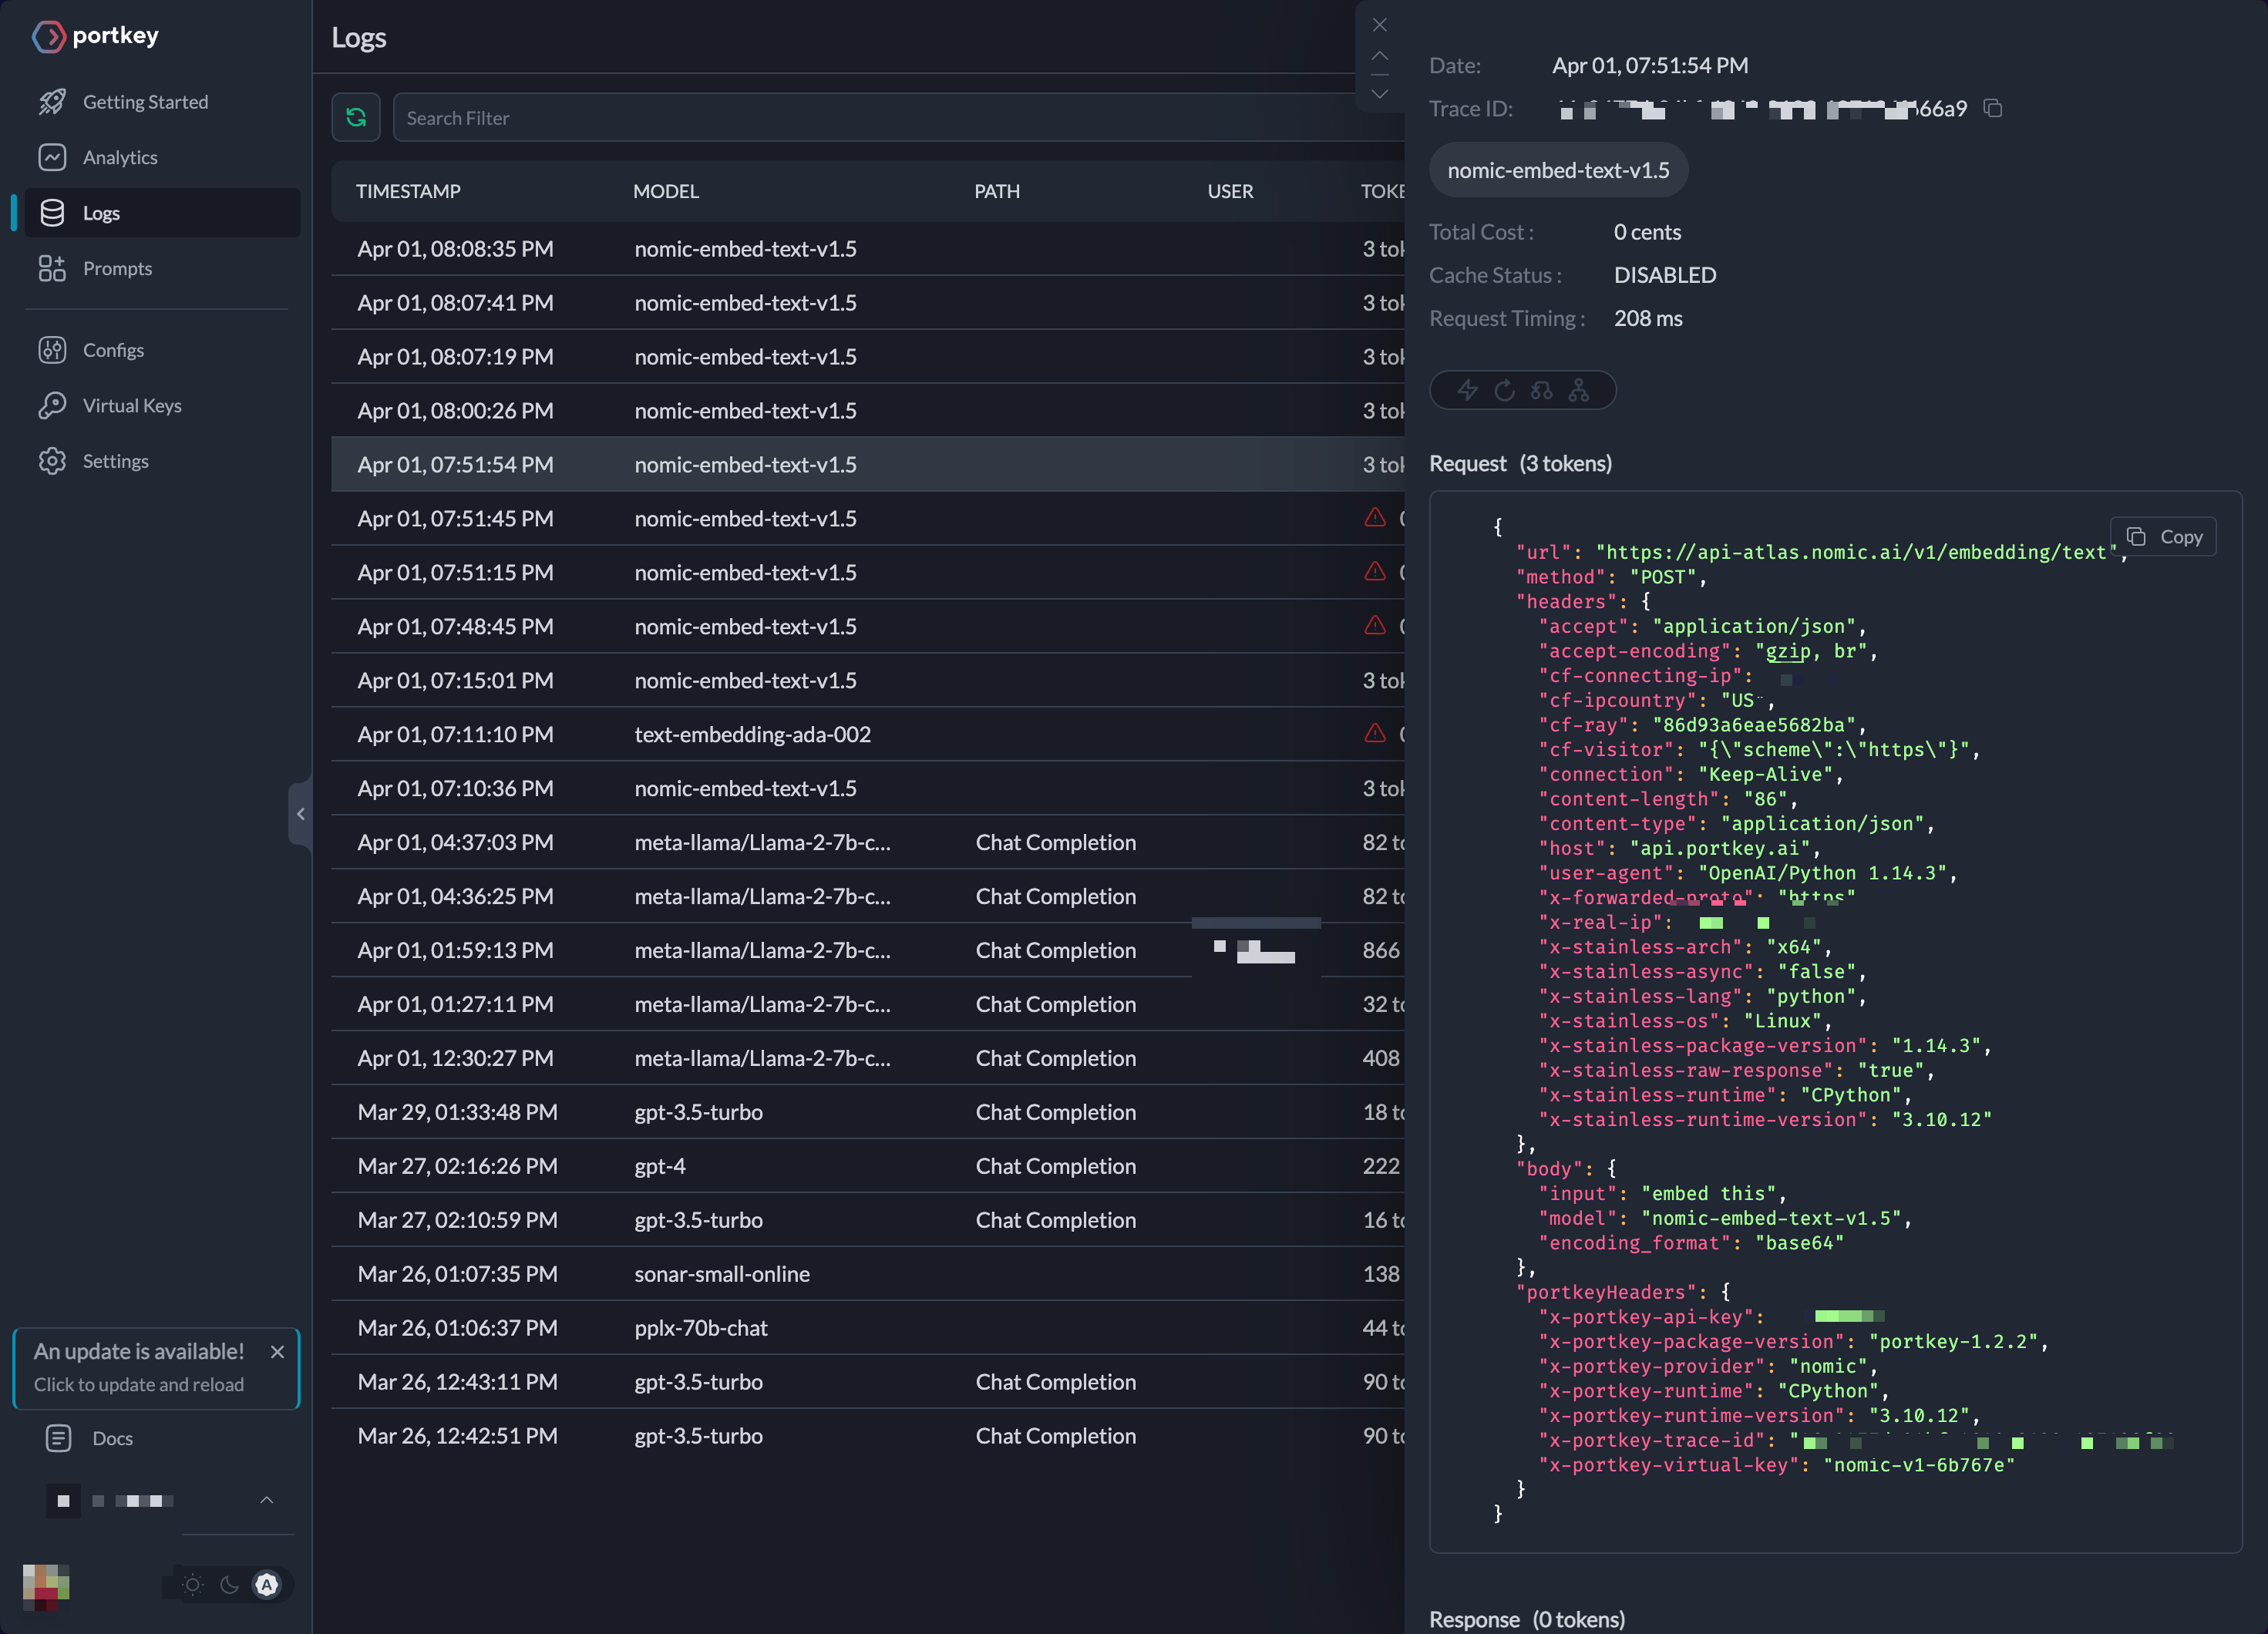 portkey
Getting Started
Analytics
Logs
Prompts
Configs
Virtual Keys
Settings
An update is available!
Click to update and reload
Docs
A
Logs
Search Filter
TIMESTAMP MODEL PATH USER TOKE
Apr 01, 08:08:35 PM nomic-embed-text-v1.5 3 tok
Apr 01, 08:07:41 PM nomic-embed-text-v1.5 3 tok
Apr 01, 08:07:19 PM nomic-embed-text-v1.5 3 tok
Apr 01, 08:00:26 PM nomic-embed-text-v1.5 3 tok
Apr 01, 07:51:54 PM nomic-embed-text-v1.5 3 tok
Apr 01, 07:51:45 PM nomic-embed-text-v1.5 0
Apr 01, 07:51:15 PM nomic-embed-text-v1.5 0
Apr 01, 07:48:45 PM nomic-embed-text-v1.5 0
Apr 01, 07:15:01 PM nomic-embed-text-v1.5 3 tok
Apr 01, 07:11:10 PM text-embedding-ada-002 0
Apr 01, 07:10:36 PM nomic-embed-text-v1.5 3 tok
Apr 01, 04:37:03 PM meta-llama/Llama-2-7b-c... Chat Completion 82 to
Apr 01, 04:36:25 PM meta-llama/Llama-2-7b-c... Chat Completion 82 to
Apr 01, 01:59:13 PM meta-llama/Llama-2-7b-c... Chat Completion 866
Apr 01, 01:27:11 PM meta-llama/Llama-2-7b-c... Chat Completion 32 to
Apr 01, 12:30:27 PM meta-llama/Llama-2-7b-c... Chat Completion 408
Mar 29, 01:33:48 PM gpt-3.5-turbo Chat Completion 18 to
Mar 27, 02:16:26 PM gpt-4 Chat Completion 222
Mar 27, 02:10:59 PM gpt-3.5-turbo Chat Completion 16 to
Mar 26, 01:07:35 PM sonar-small-online 138
Mar 26, 01:06:37 PM pplx-70b-chat 44 to
Mar 26, 12:43:11 PM gpt-3.5-turbo Chat Completion 90 to
Mar 26, 12:42:51 PM gpt-3.5-turbo Chat Completion 90 to
Date: Apr 01, 07:51:54 PM
Trace ID: 66a9
nomic-embed-text-v1.5
Total Cost : 0 cents
Cache Status : DISABLED
Request Timing : 208 ms
Request (3 tokens)
Copy
{
"url": "https://api-atlas.nomic.ai/v1/embedding/text",
"method": "POST",
"headers": {
"accept": "application/json",
"accept-encoding": "gzip, br",
"cf-connecting-ip":
"cf-ipcountry": "US",
"cf-ray": "86d93a6eae5682ba",
"cf-visitor": "{\"scheme\":\"https\"}",
"connection": "Keep-Alive",
"content-length": "86",
"content-type": "application/json",
"host": "api.portkey.ai",
"user-agent": "OpenAI/Python 1.14.3",
"x-forwarded-proto": "https"
"x-real-ip":
"x-stainless-arch": "x64",
"x-stainless-async": "false",
"x-stainless-lang": "python",
"x-stainless-os": "Linux",
"x-stainless-package-version": "1.14.3",
"x-stainless-raw-response": "true",
"x-stainless-runtime": "CPython",
"x-stainless-runtime-version": "3.10.12"
},
"body": {
"input": "embed this",
"model": "nomic-embed-text-v1.5",
"encoding_format": "base64"
},
"portkeyHeaders": {
"x-portkey-api-key":
"x-portkey-package-version": "portkey-1.2.2",
"x-portkey-provider": "nomic",
"x-portkey-runtime": "CPython",
"x-portkey-runtime-version": "3.10.12",
"x-portkey-trace-id": "
"x-portkey-virtual-key": "nomic-v1-6b767e"
}
}
Response (0 tokens)